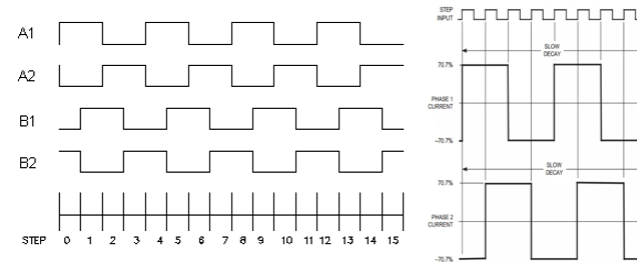 A1
A2
B1
B2
STEP 0 1 2 3 4 5 6 7 8 9 10 11 12 13 14 15
STEP
INPUT
SLOW
DECAY
70.7%
PHASE 1
CURRENT
–70.7%
SLOW
DECAY
70.7%
PHASE 2
CURRENT
–70.7%